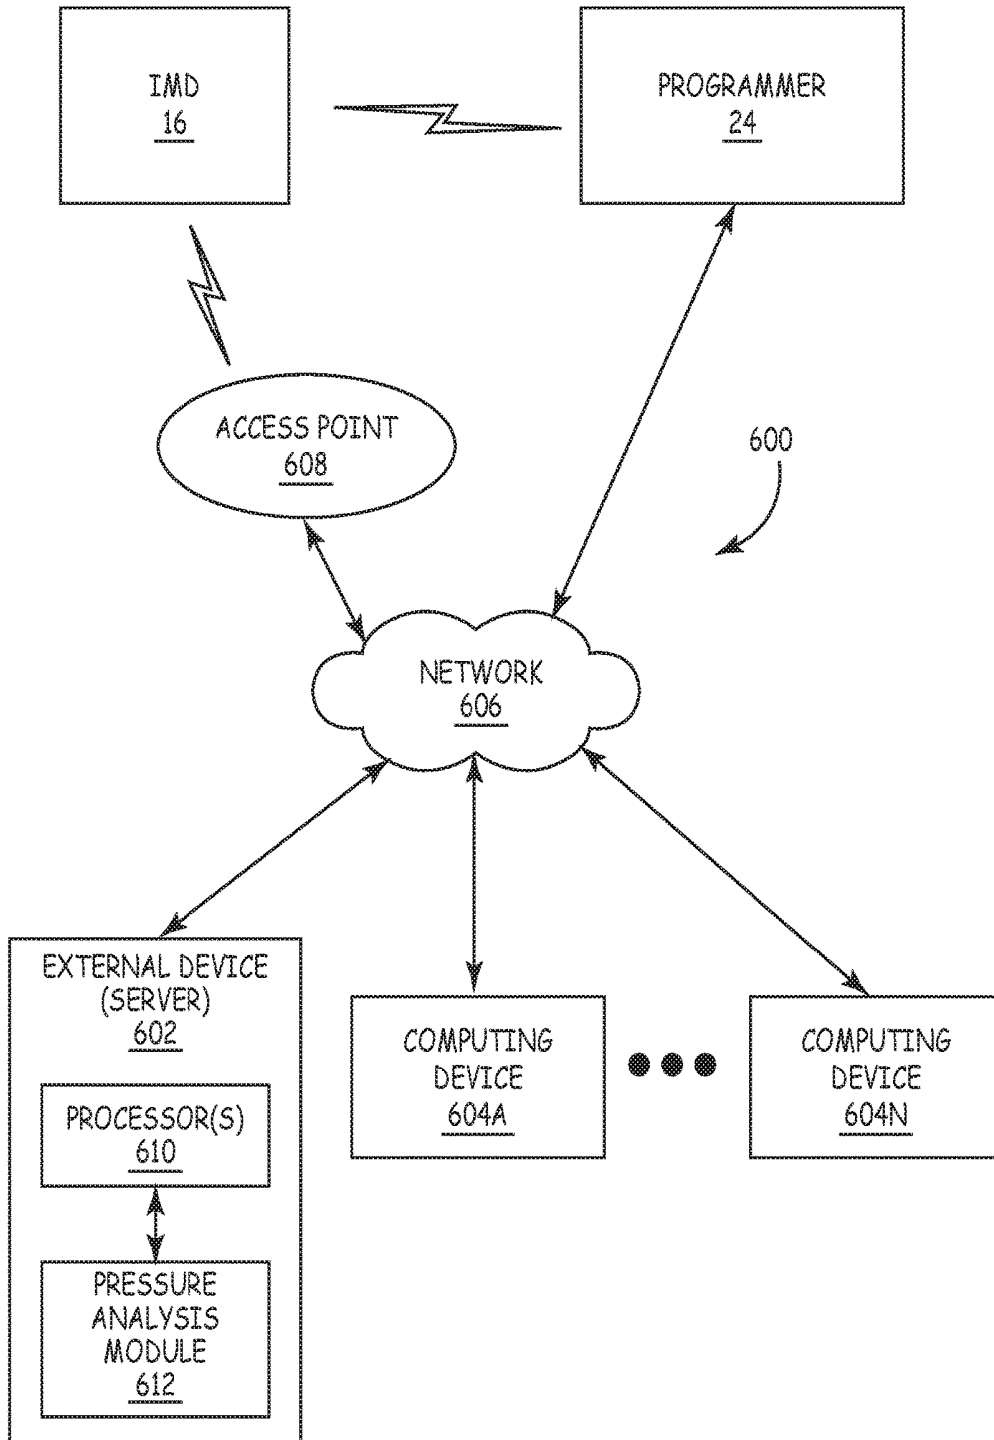 IMD
16
PROGRAMMER
24
ACCESS POINT
608
600
NETWORK
606
EXTERNAL DEVICE
(SERVER)
602
PROCESSOR(S)
610
PRESSURE
ANALYSIS
MODULE
612
COMPUTING
DEVICE
604A
COMPUTING
DEVICE
604N